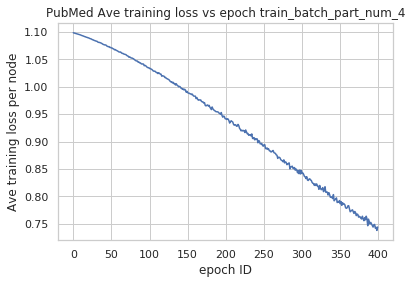 PubMed Ave training loss vs epoch train_batch_part_num_4
1.10
1.05
1.00
0.95
0.90
0.85
0.80
0.75
Ave training loss per node
0 50 100 150 200 250 300 350 400
epoch ID